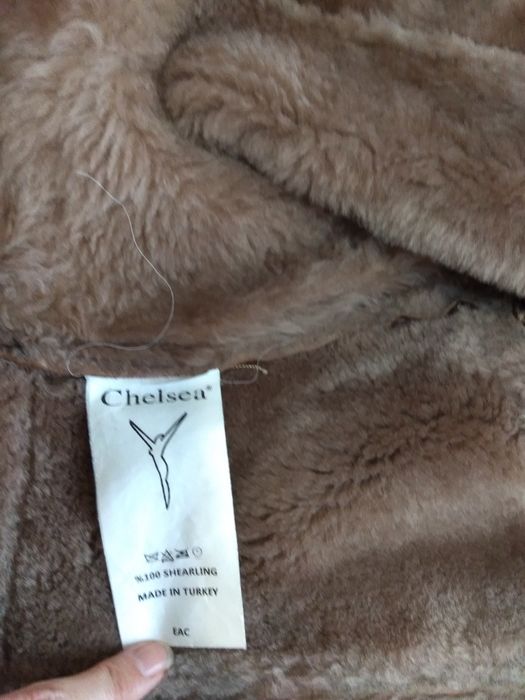 Chelsea®
%100 SHEARLING
MADE IN TURKEY
EAC